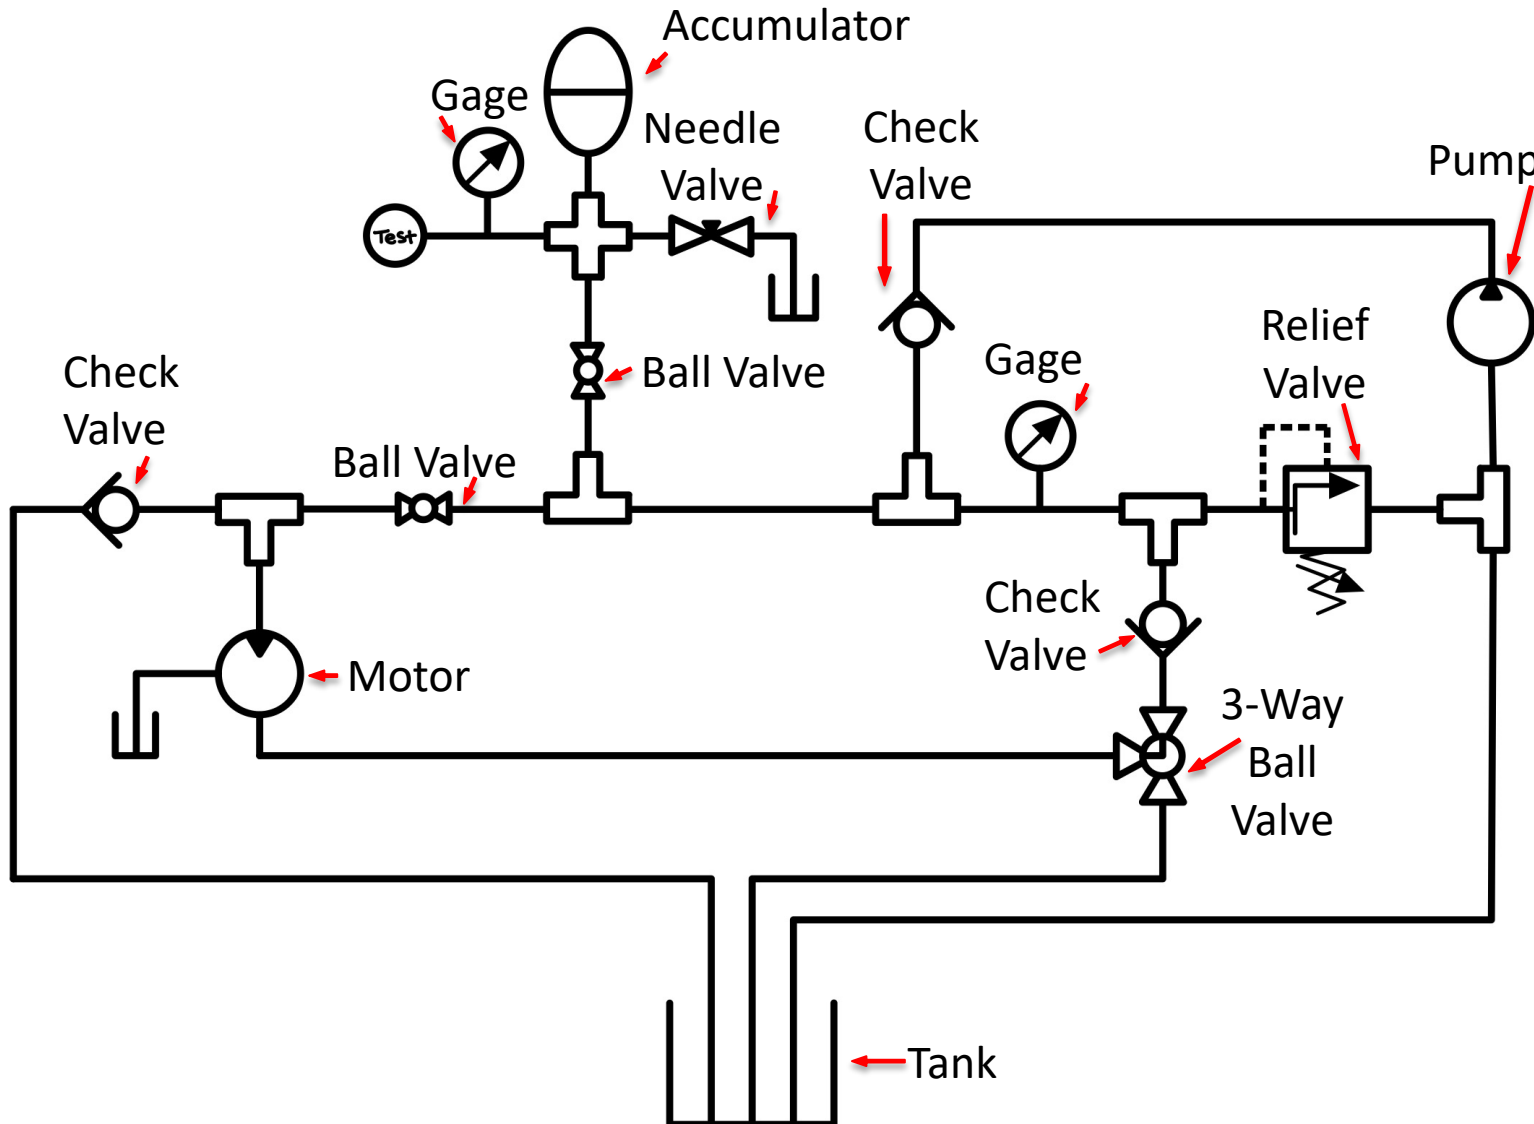 Accumulator
Gage
Needle
Valve
Check
Valve
Pump
Test
Relief
Valve
Gage
Check
Valve
Ball Valve
Ball Valve
Check
Valve
Motor
3-Way
Ball
Valve
Tank